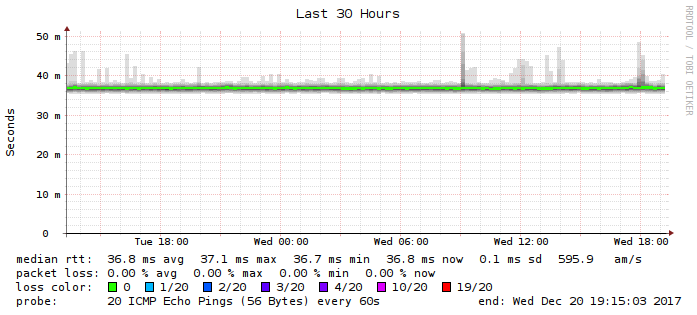 Last 30 Hours
RRDTOOL / TOBI OETIKER
Seconds
50 m
40 m
30 m
20 m
10 m
0
Tue 18:00 Wed 00:00 Wed 06:00 Wed 12:00 Wed 18:00
median rtt: 36.8 ms avg 37.1 ms max 36.7 ms min 36.8 ms now 0.1 ms sd 595.9 am/s
packet loss: 0.00 % avg 0.00 % max 0.00 % min 0.00 % now
loss color: 0 1/20 2/20 3/20 4/20 10/20 19/20
probe: 20 ICMP Echo Pings (56 Bytes) every 60s end: Wed Dec 20 19:15:03 2017